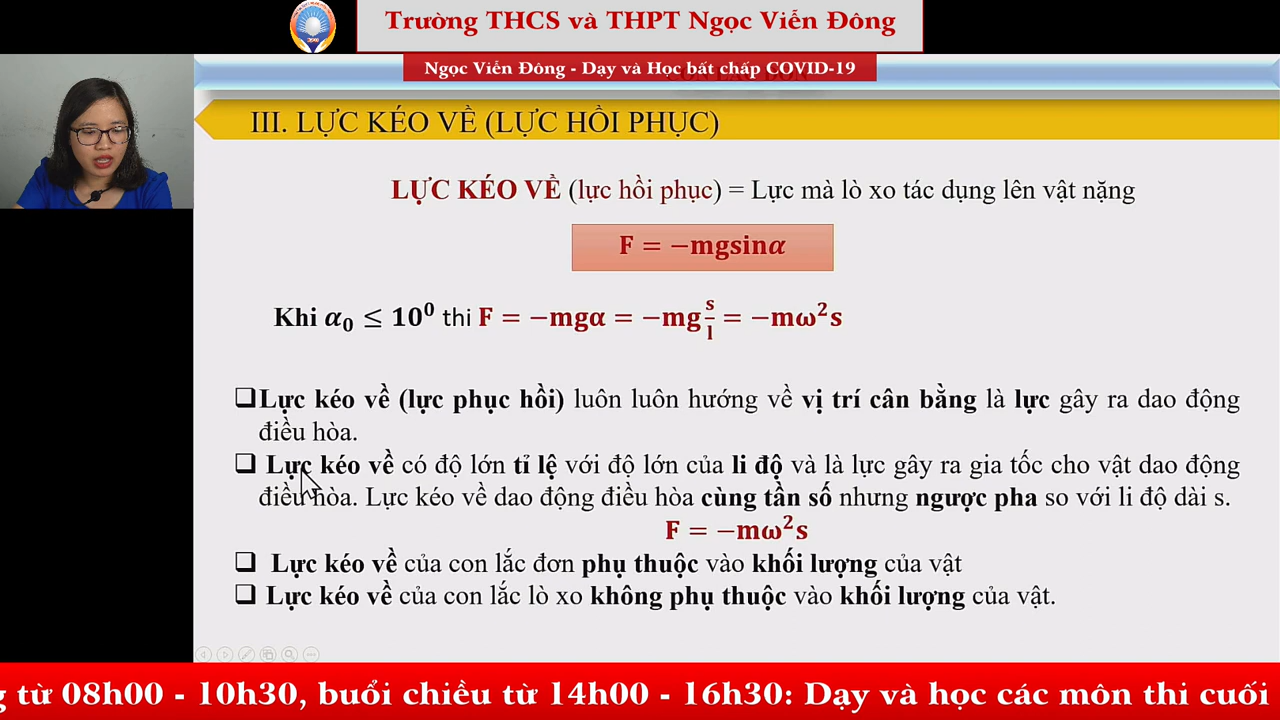 Trường THCS và THPT Ngọc Viễn Đông
Ngọc Viễn Đông - Dạy và Học bất chấp COVID-19
III. LỰC KÉO VỀ (LỰC HỒI PHỤC)
LỰC KÉO VỀ (lực hồi phục) = Lực mà lò xo tác dụng lên vật nặng
F = −mgsinα
Khi α₀ ≤ 10⁰ thi F = −mgα = −mg s/l = −mω²s
❑Lực kéo về (lực phục hồi) luôn luôn hướng về vị trí cân bằng là lực gây ra dao động
điều hòa.
❑ Lực kéo về có độ lớn tỉ lệ với độ lớn của li độ và là lực gây ra gia tốc cho vật dao động
điều hòa. Lực kéo về dao động điều hòa cùng tần số nhưng ngược pha so với li độ dài s.
F = −mω²s
❑ Lực kéo về của con lắc đơn phụ thuộc vào khối lượng của vật
❑ Lực kéo về của con lắc lò xo không phụ thuộc vào khối lượng của vật.
từ 08h00 - 10h30, buổi chiều từ 14h00 - 16h30: Dạy và học các môn thi cuối